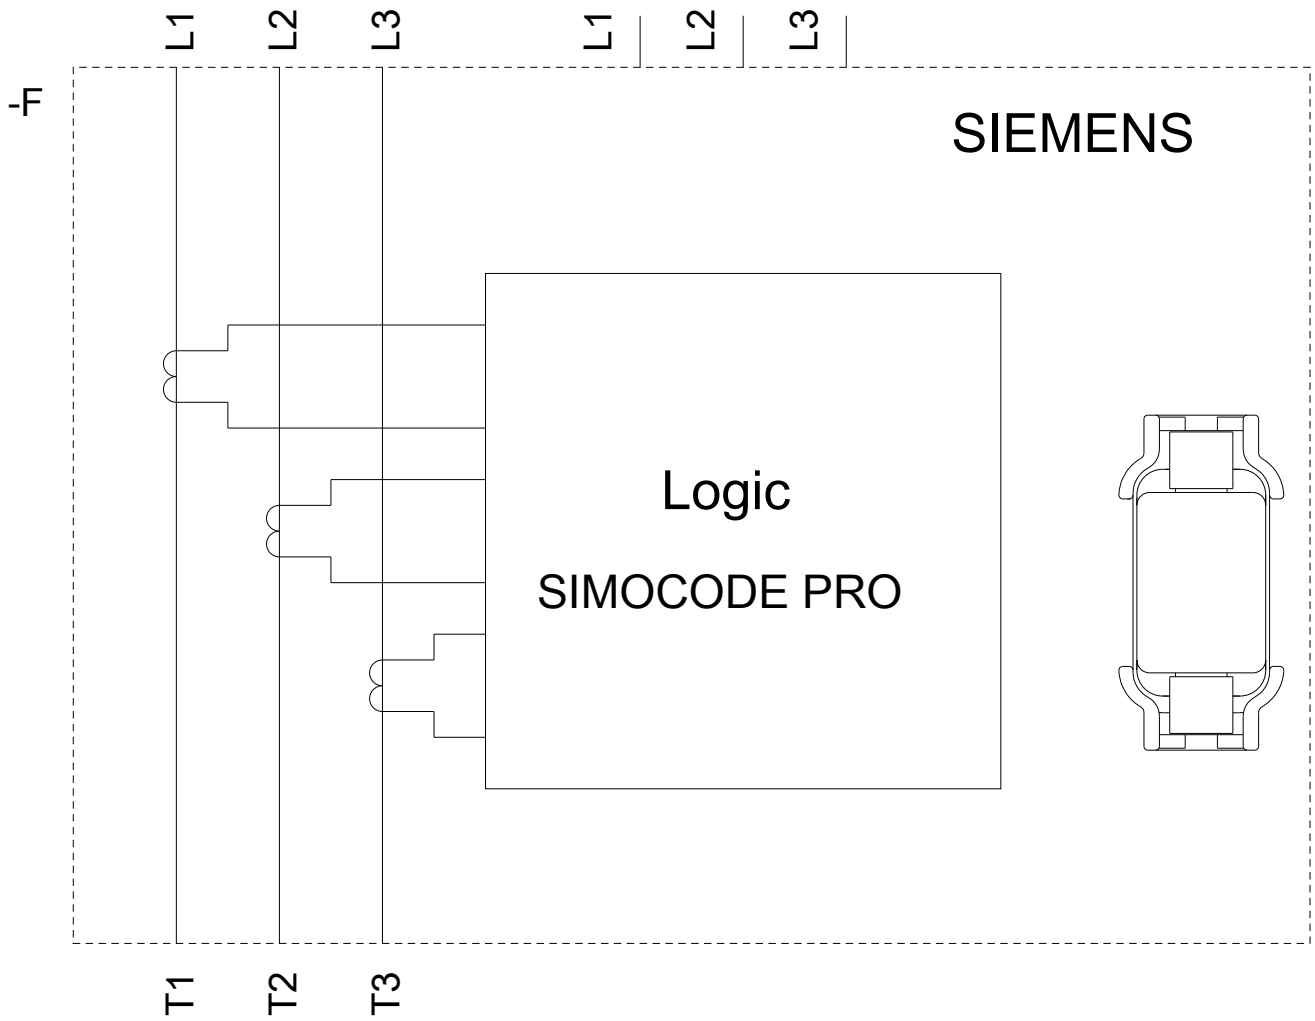 L1 L2 L3 L1 L2 L3
-F
SIEMENS
Logic
SIMOCODE PRO
T1 T2 T3